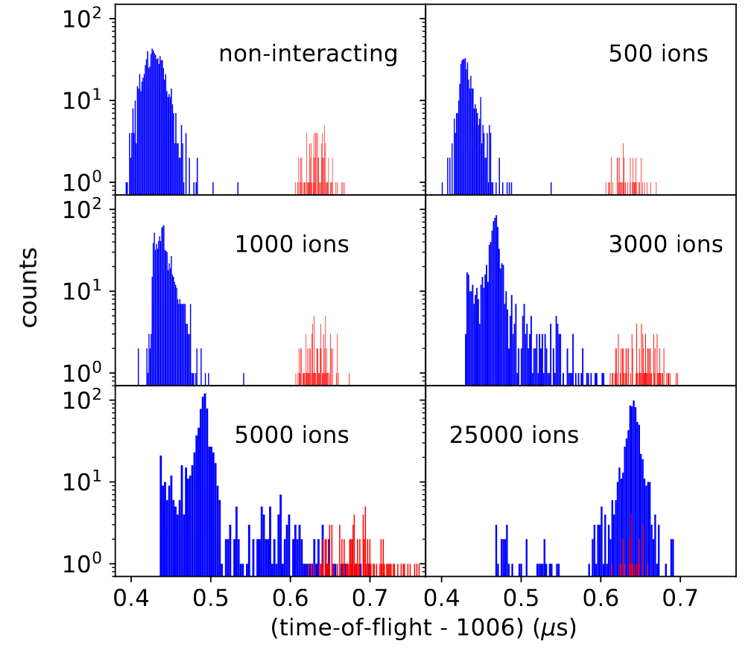 10² non-interacting 500 ions
10¹
10⁰
10² 1000 ions 3000 ions
10¹
10⁰
10² 5000 ions 25000 ions
10¹
10⁰
counts
0.4 0.5 0.6 0.7 0.4 0.5 0.6 0.7
(time-of-flight - 1006) (μs)